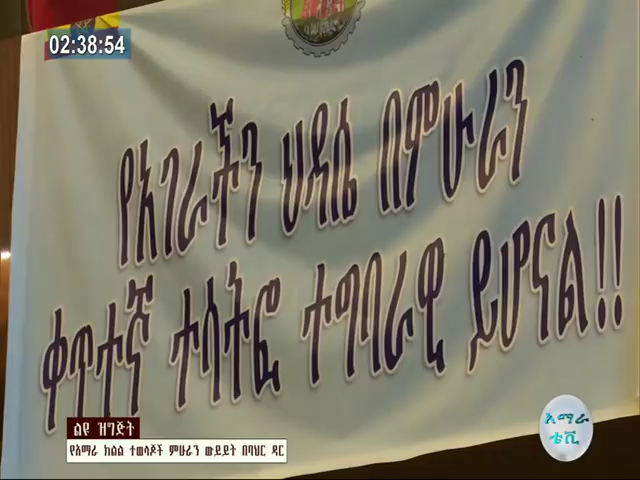 02:38:54
የአገራችን ህዳሴ በምሁራን
ቀጥተኛ ተሳትፎ ተግባራዊ ይሆናል!!
ልዩ ዝግጅት
የአማራ ክልል ተወላጆች ምሁራን ውይይት በባህር ዳር
አማራ
ቴቪ